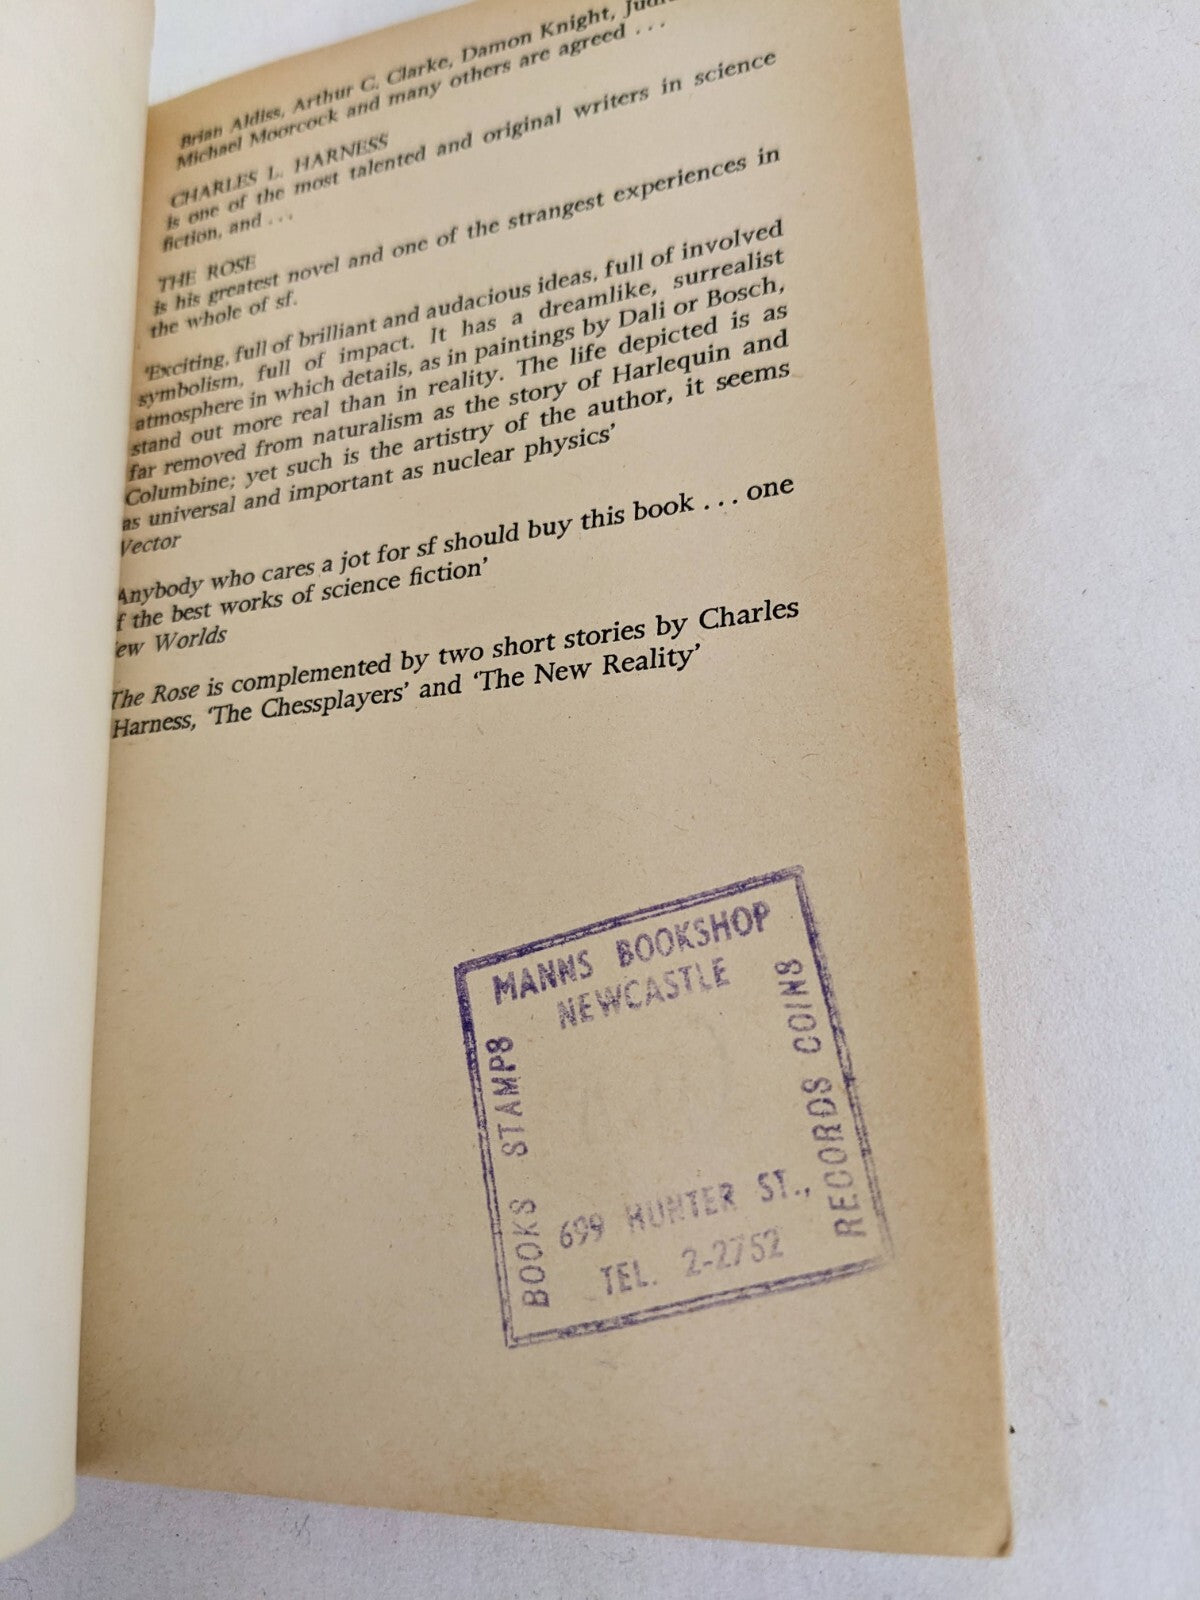 Brian Aldiss, Arthur C. Clarke, Damon Knight,
Michael Moorcock and many others are agreed . . .
CHARLES L. HARNESS
is one of the most talented and original writers in science
fiction, and . . .
THE ROSE
is his greatest novel and one of the strangest experiences in
the whole of sf.
'Exciting, full of brilliant and audacious ideas, full of involved
symbolism, full of impact. It has a dreamlike, surrealist
atmosphere in which details, as in paintings by Dali or Bosch,
stand out more real than in reality. The life depicted is as
far removed from naturalism as the story of Harlequin and
Columbine; yet such is the artistry of the author, it seems
as universal and important as nuclear physics'
Vector
Anybody who cares a jot for sf should buy this book . . . one
f the best works of science fiction'
ew Worlds
The Rose is complemented by two short stories by Charles
Harness, 'The Chessplayers' and 'The New Reality'
MANNS BOOKSHOP
NEWCASTLE
BOOKS STAMPS
RECORDS COINS
699 HUNTER ST.,
TEL. 2-2752